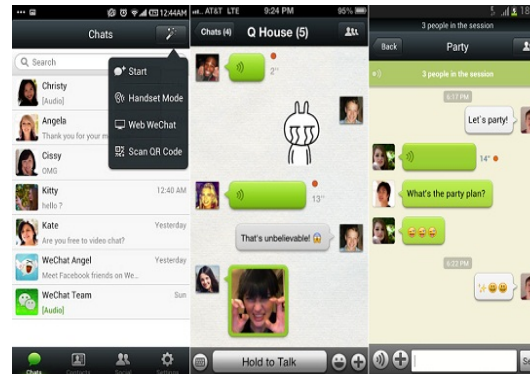 12:44AM
Chats
Search
Start
Handset Mode
Web WeChat
Scan QR Code
Christy
[Audio]
Angela
Thank you for your m
Cissy
OMG
Kitty
12:40 AM
hello ?
Kate
Yesterday
Are you free to video chat?
WeChat Angel
Yesterday
Meet Facebook friends on We...
WeChat Team
Sun
[Audio]
Chats
Contacts
Social
Settings
AT&T LTE
9:24 PM
95%
Chats (4)
Q House (5)
2"
13"
That's unbelievable!
Hold to Talk
3 people in the session
Back
Party
3 people in the session
6:17 PM
Let's party!
14"
What's the party plan?
6:22 PM